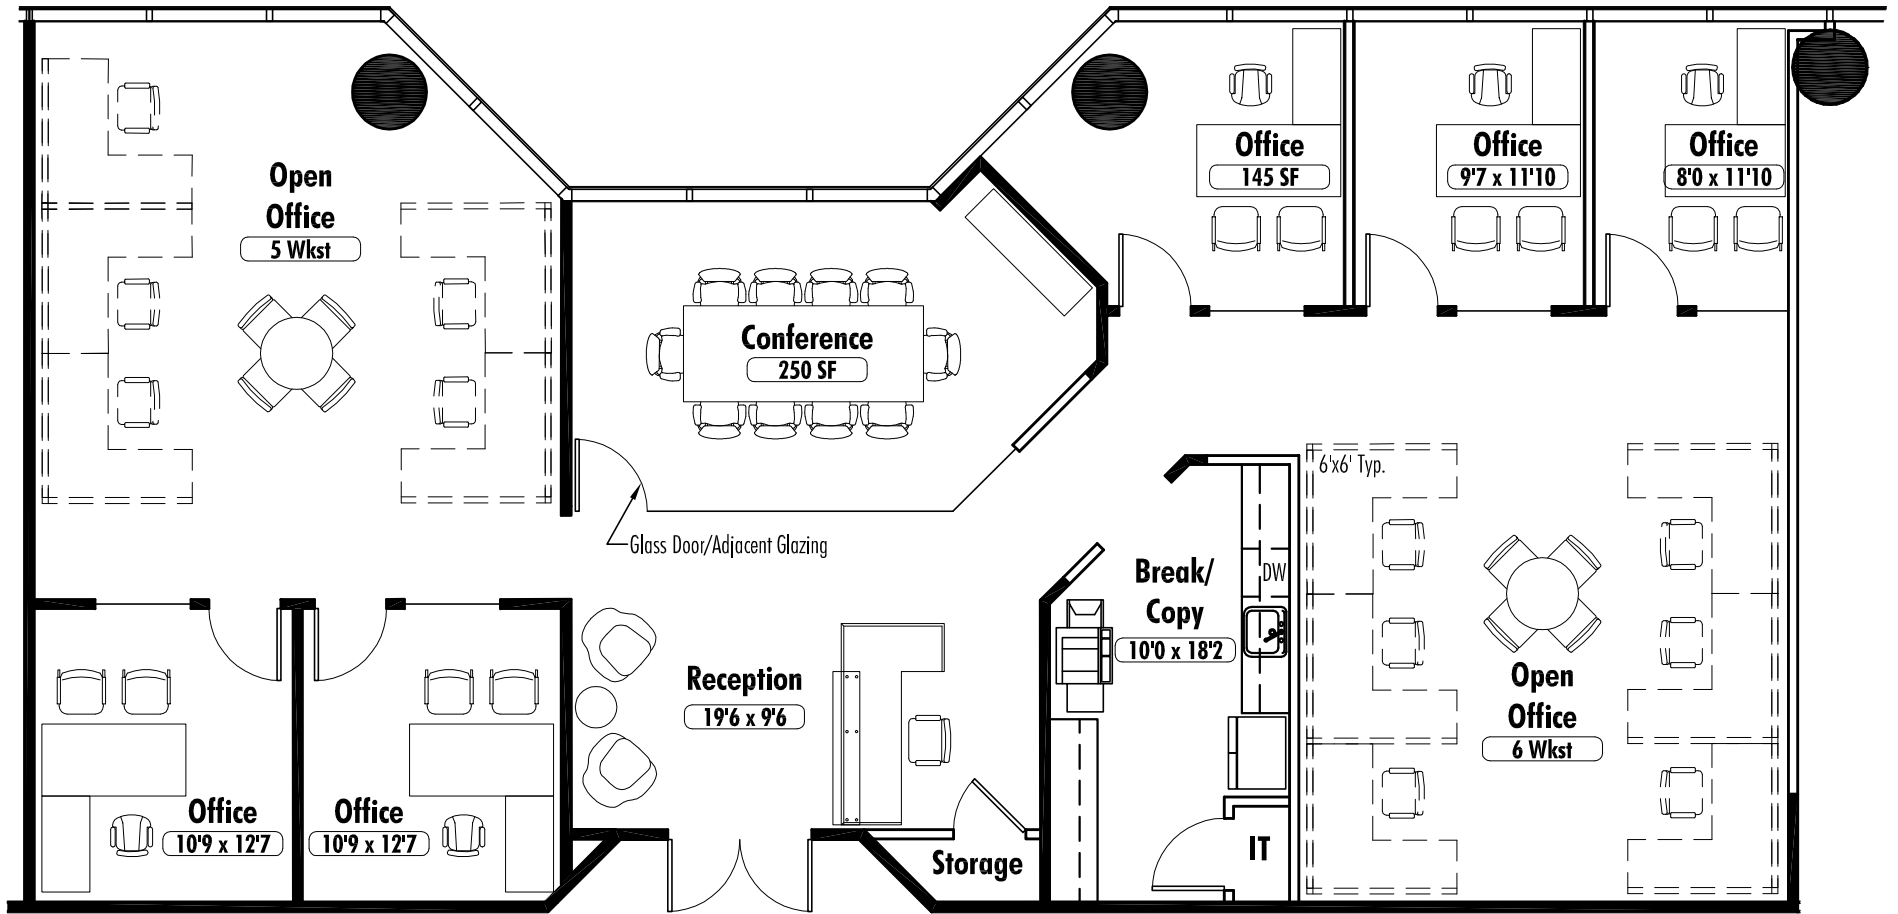 Open
Office
5 Wkst
Conference
250 SF
Office
145 SF
Office
9'7 x 11'10
Office
8'0 x 11'10
Glass Door/Adjacent Glazing
6'x6' Typ.
Break/
Copy
10'0 x 18'2
DW
Reception
19'6 x 9'6
Open
Office
6 Wkst
Office
10'9 x 12'7
Office
10'9 x 12'7
Storage
IT